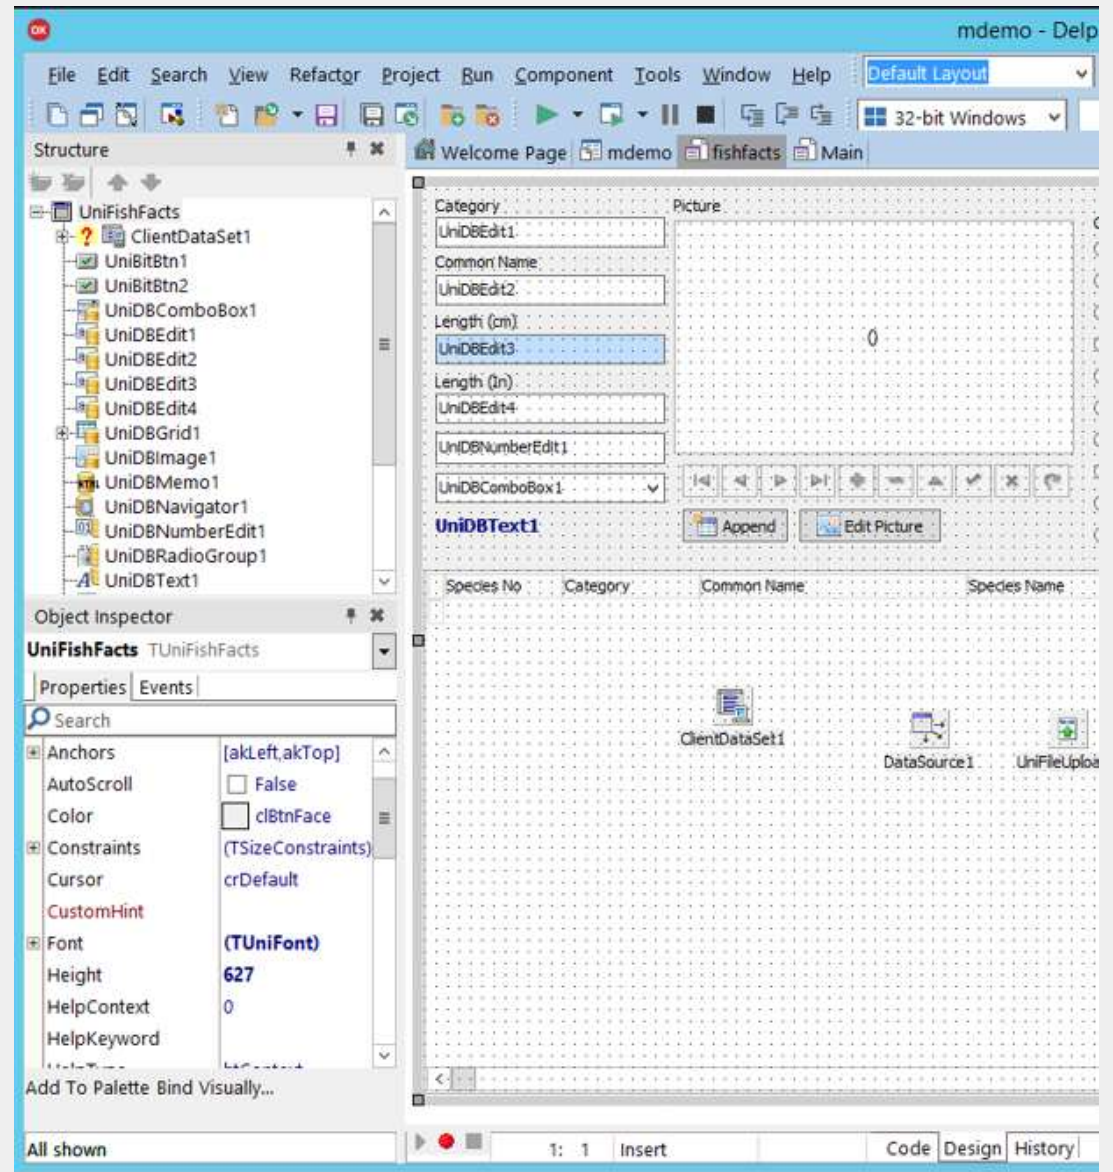 DX
mdemo - Delp
File Edit Search View Refactor Project Run Component Tools Window Help Default Layout
32-bit Windows
Structure
Welcome Page mdemo fishfacts Main
UniFishFacts
? ClientDataSet1
UniBitBtn1
UniBitBtn2
UniDBComboBox1
UniDBEdit1
UniDBEdit2
UniDBEdit3
UniDBEdit4
UniDBGrid1
UniDBImage1
UniDBMemo1
UniDBNavigator1
UniDBNumberEdit1
UniDBRadioGroup1
UniDBText1
Category
UniDBEdit1
Common Name
UniDBEdit2
Length (cm)
UniDBEdit3
Length (In)
UniDBEdit4
UniDBNumberEdit1
UniDBComboBox1
UniDBText1
Picture
()
Append Edit Picture
Species No Category Common Name Species Name
ClientDataSet1
DataSource1
UniFileUploa
Object Inspector
UniFishFacts TUniFishFacts
Properties Events
Search
Anchors [akLeft,akTop]
AutoScroll False
Color clBtnFace
Constraints (TSizeConstraints)
Cursor crDefault
CustomHint
Font (TUniFont)
Height 627
HelpContext 0
HelpKeyword
Add To Palette Bind Visually...
All shown
1: 1 Insert
Code Design History